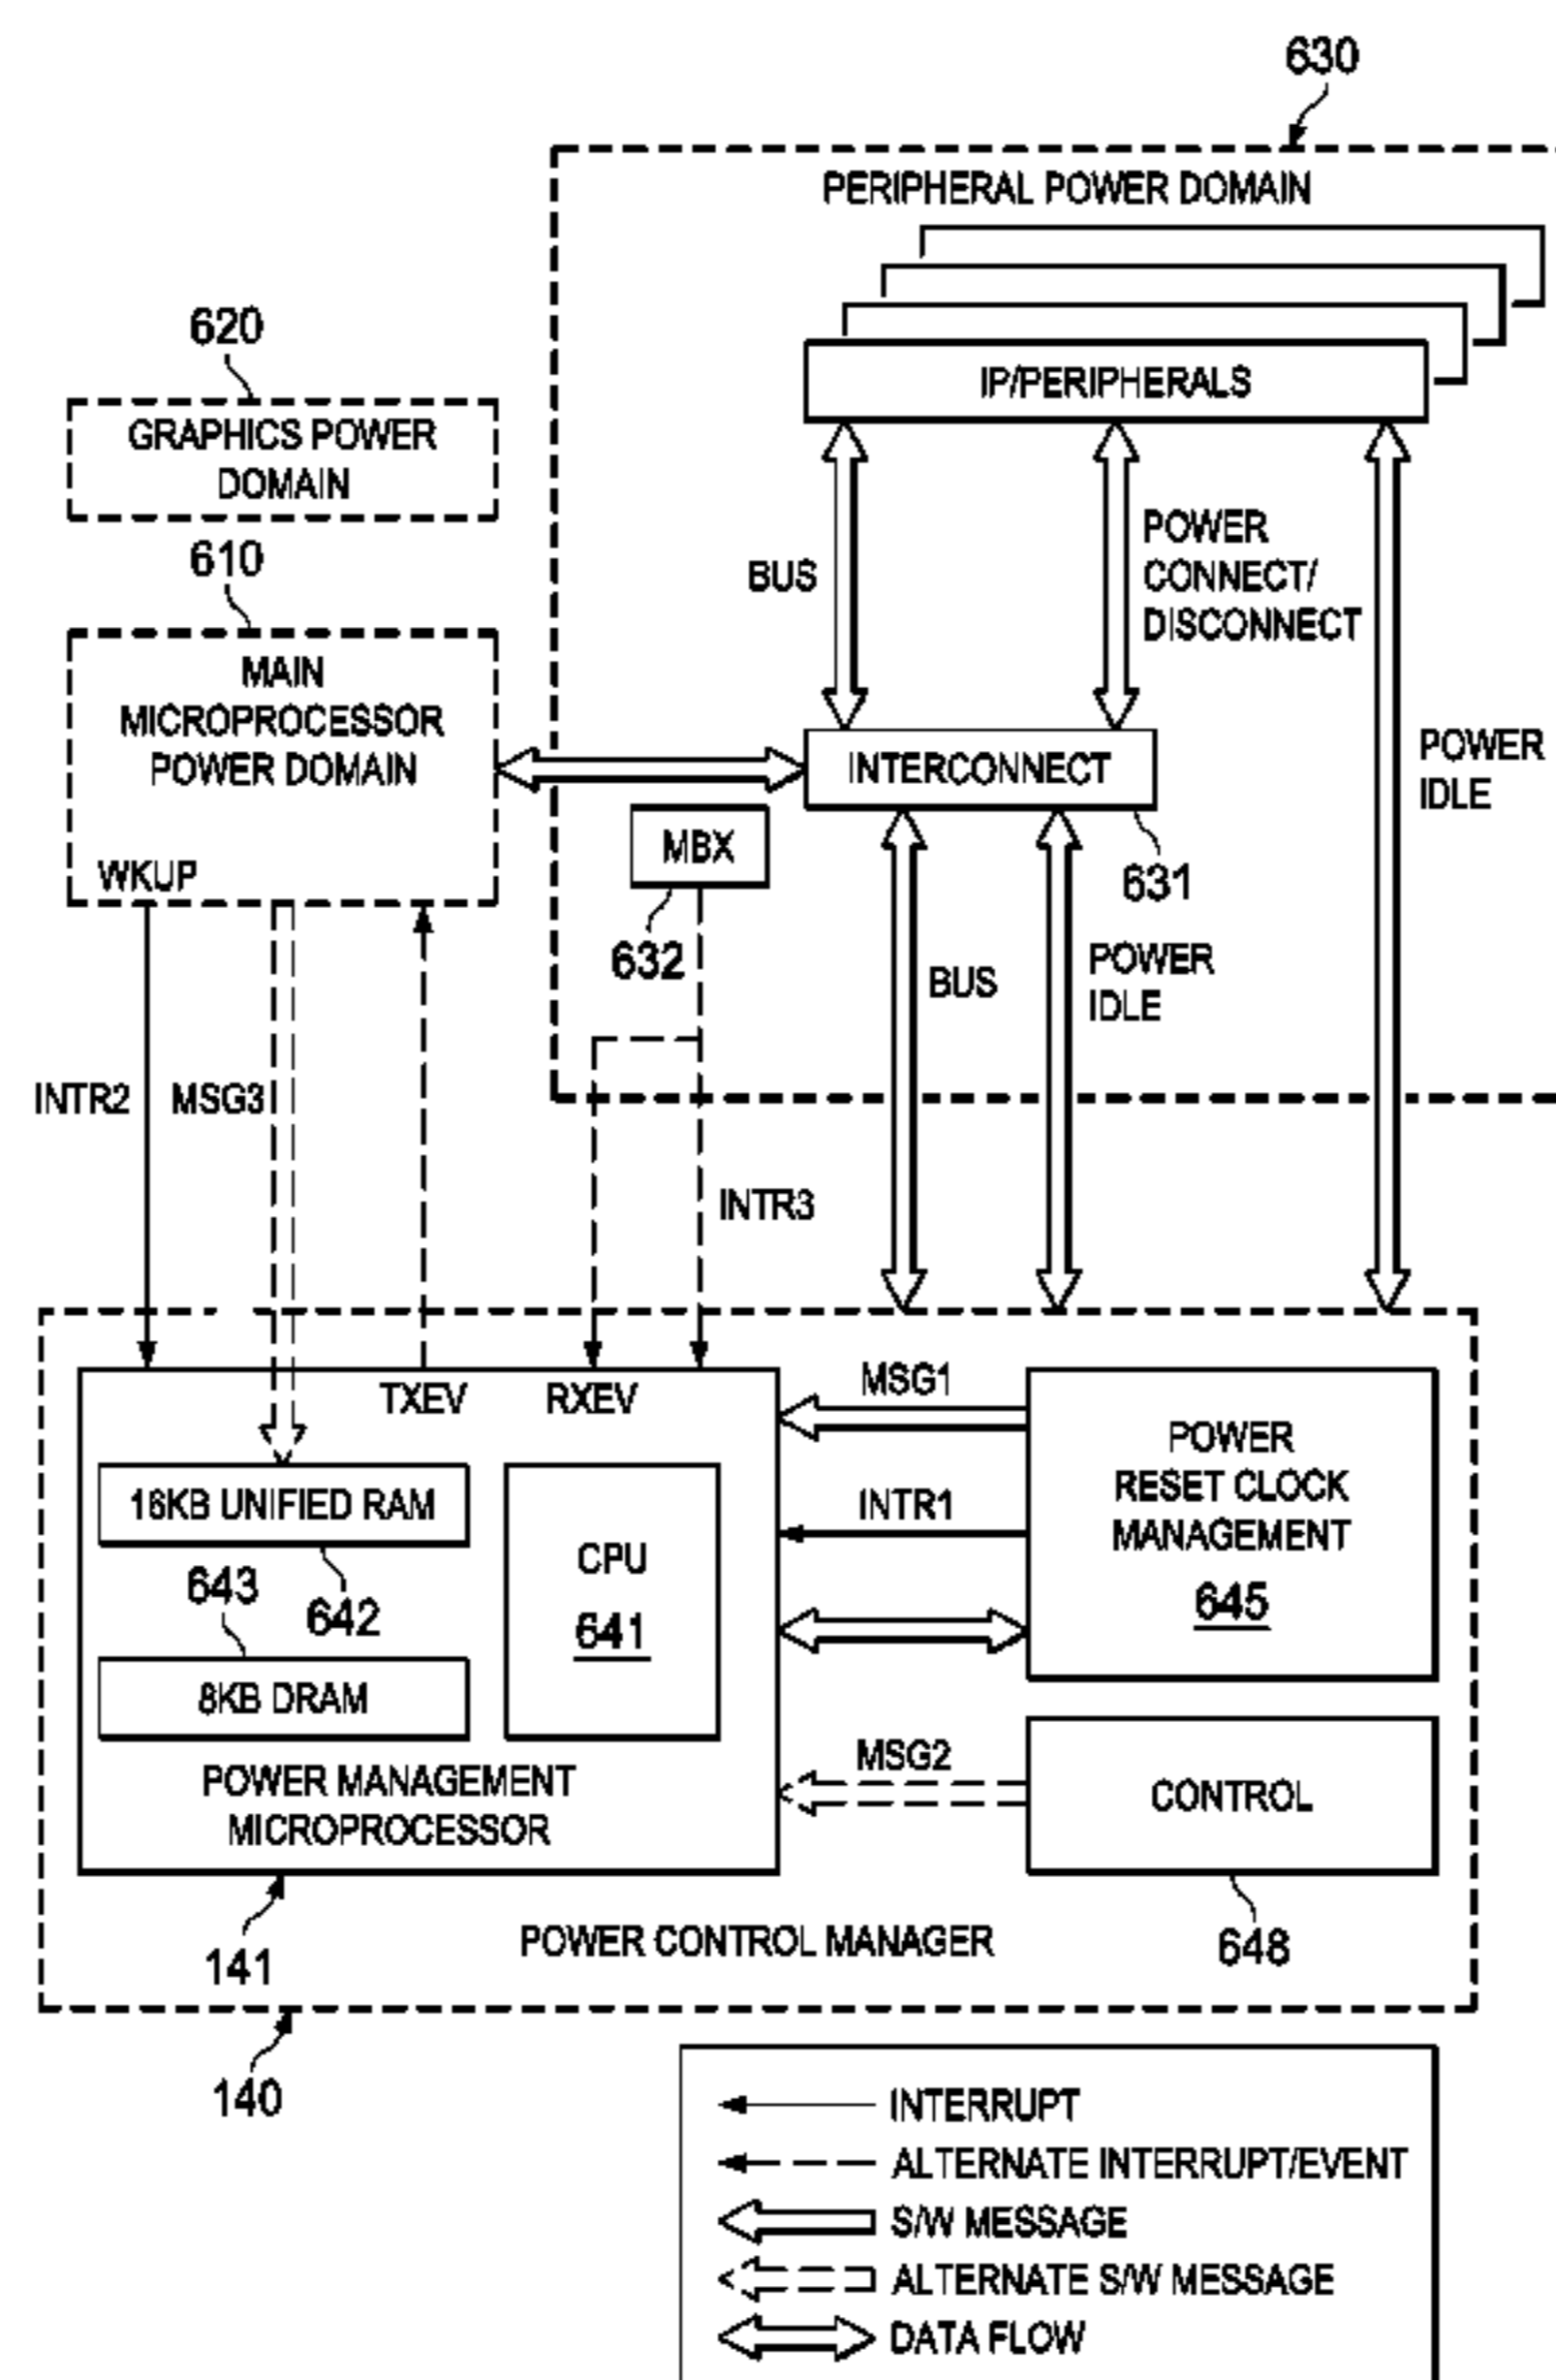 630
PERIPHERAL POWER DOMAIN
620
GRAPHICS POWER
DOMAIN
IP/PERIPHERALS
610
MAIN
MICROPROCESSOR
POWER DOMAIN
WKUP
BUS
POWER
CONNECT/
DISCONNECT
POWER
IDLE
INTERCONNECT
631
MBX
632
BUS
POWER
IDLE
INTR2
MSG3
INTR3
TXEV
RXEV
MSG1
INTR1
16KB UNIFIED RAM
642
643
8KB DRAM
CPU
641
POWER
RESET CLOCK
MANAGEMENT
645
MSG2
CONTROL
648
POWER MANAGEMENT
MICROPROCESSOR
141
POWER CONTROL MANAGER
140
INTERRUPT
ALTERNATE INTERRUPT/EVENT
S/W MESSAGE
ALTERNATE S/W MESSAGE
DATA FLOW